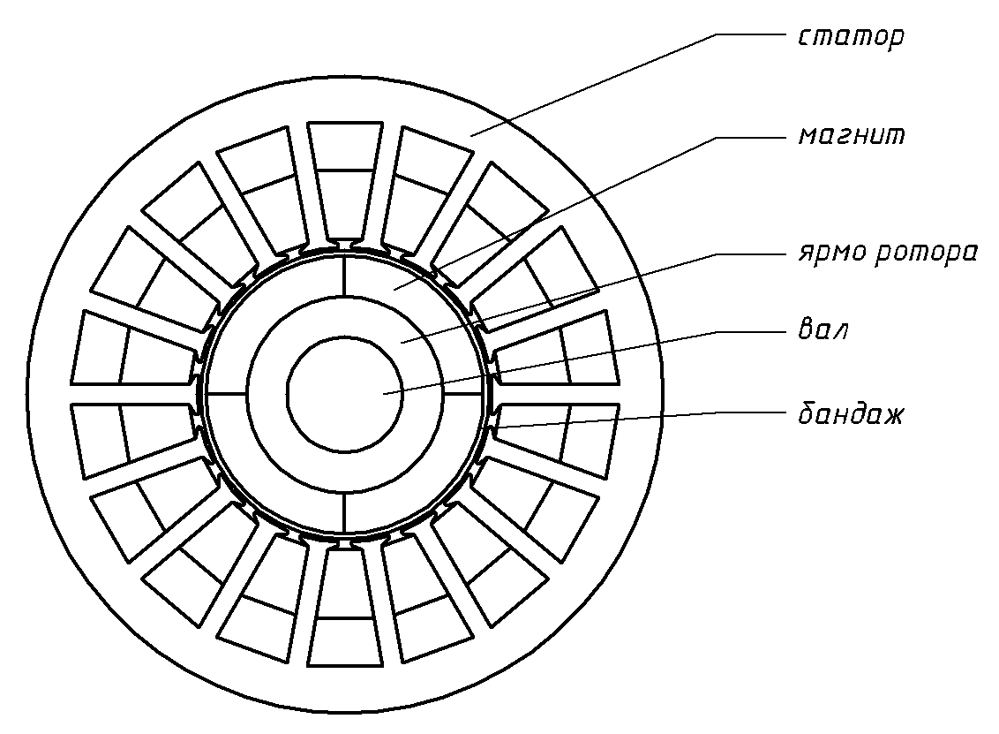 статор
магнит
ярмо ротора
вал
бандаж